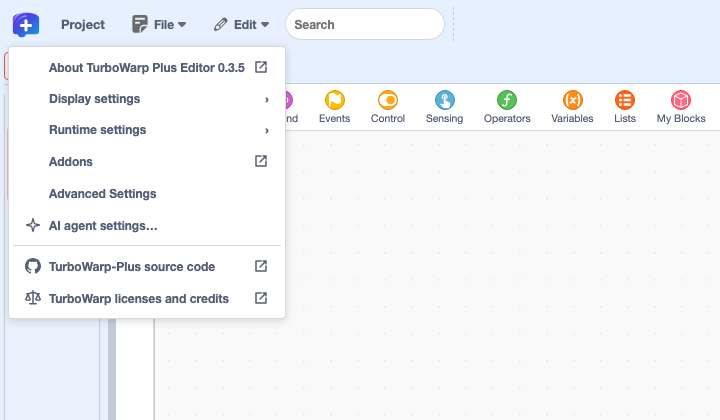 Project
File
Edit
Search
About TurboWarp Plus Editor 0.3.5
Display settings
Runtime settings
Addons
Advanced Settings
AI agent settings...
TurboWarp-Plus source code
TurboWarp licenses and credits
Events
Control
Sensing
Operators
Variables
Lists
My Blocks